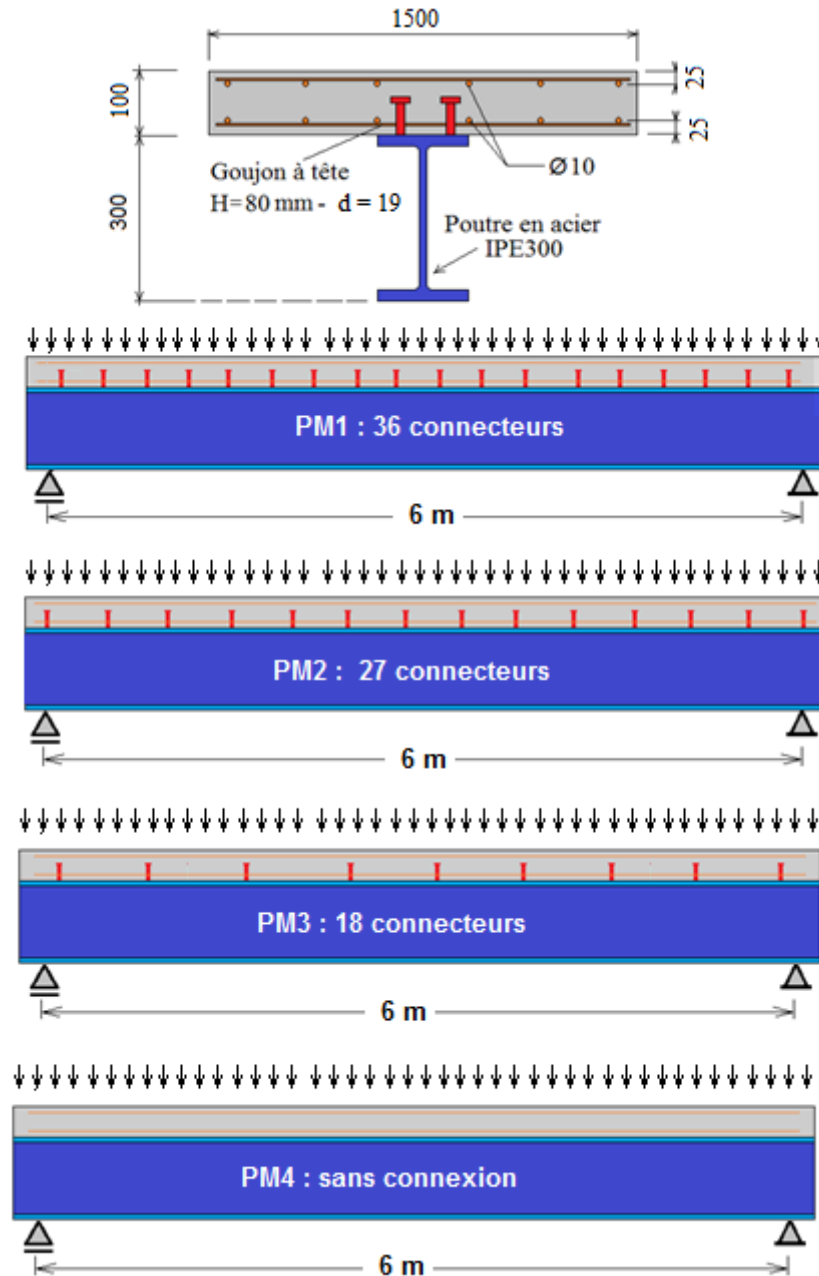 1500
100
25
25
300
Goujon à tête
H=80 mm - d = 19
Ø10
Poutre en acier
IPE300
PM1 : 36 connecteurs
6 m
PM2 : 27 connecteurs
6 m
PM3 : 18 connecteurs
6 m
PM4 : sans connexion
6 m